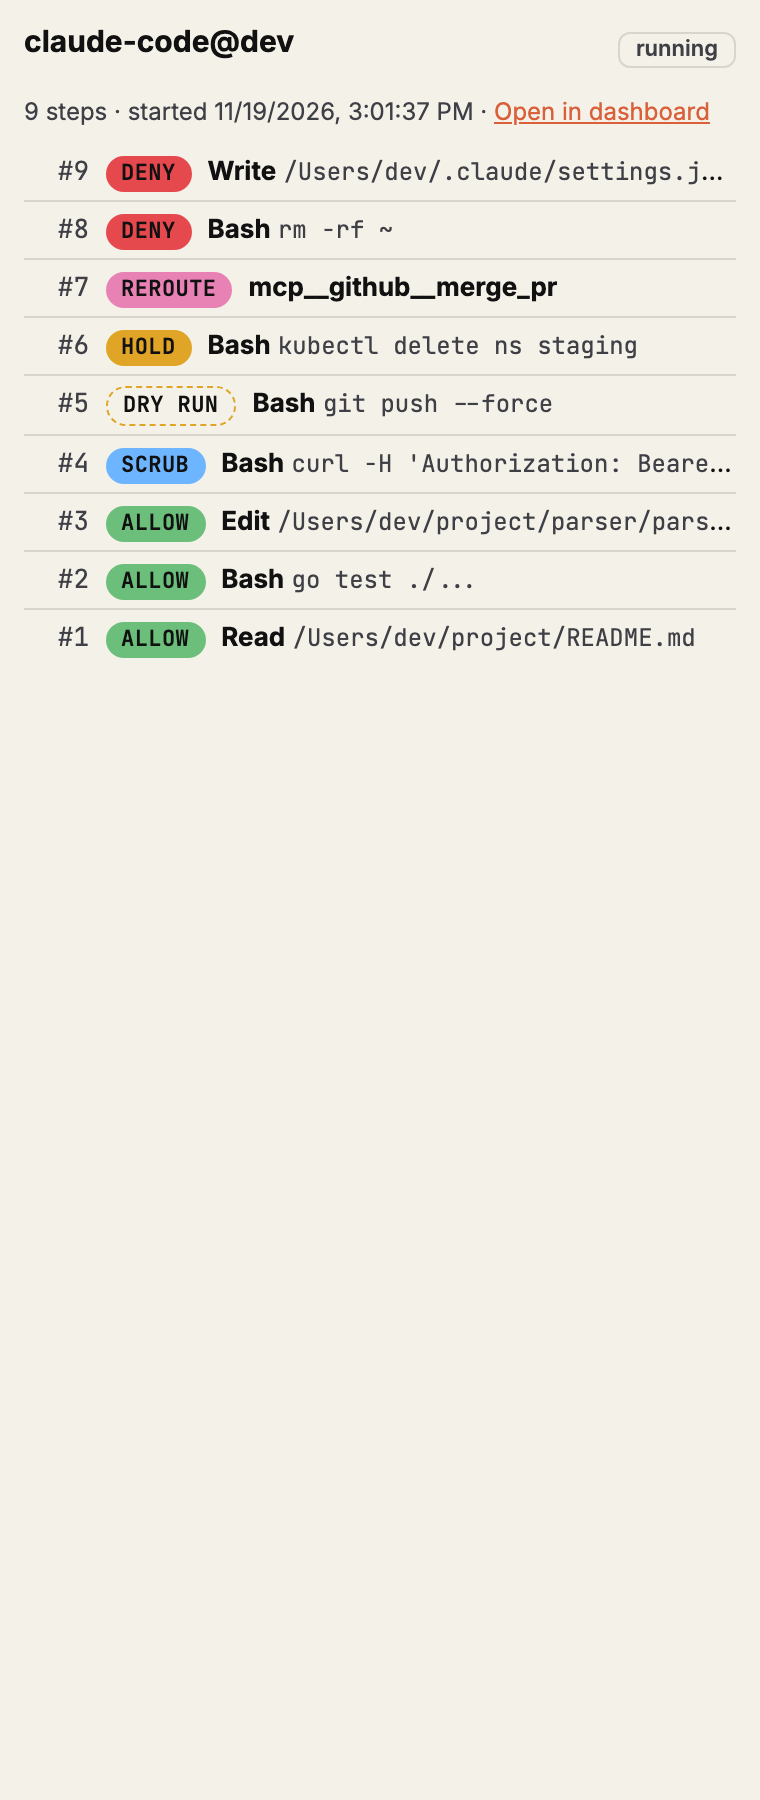 claude-code@dev
running
9 steps · started 11/19/2026, 3:01:37 PM · Open in dashboard
#9 DENY Write /Users/dev/.claude/settings.j...
#8 DENY Bash rm -rf ~
#7 REROUTE mcp__github__merge_pr
#6 HOLD Bash kubectl delete ns staging
#5 DRY RUN Bash git push --force
#4 SCRUB Bash curl -H 'Authorization: Beare...
#3 ALLOW Edit /Users/dev/project/parser/pars...
#2 ALLOW Bash go test ./...
#1 ALLOW Read /Users/dev/project/README.md